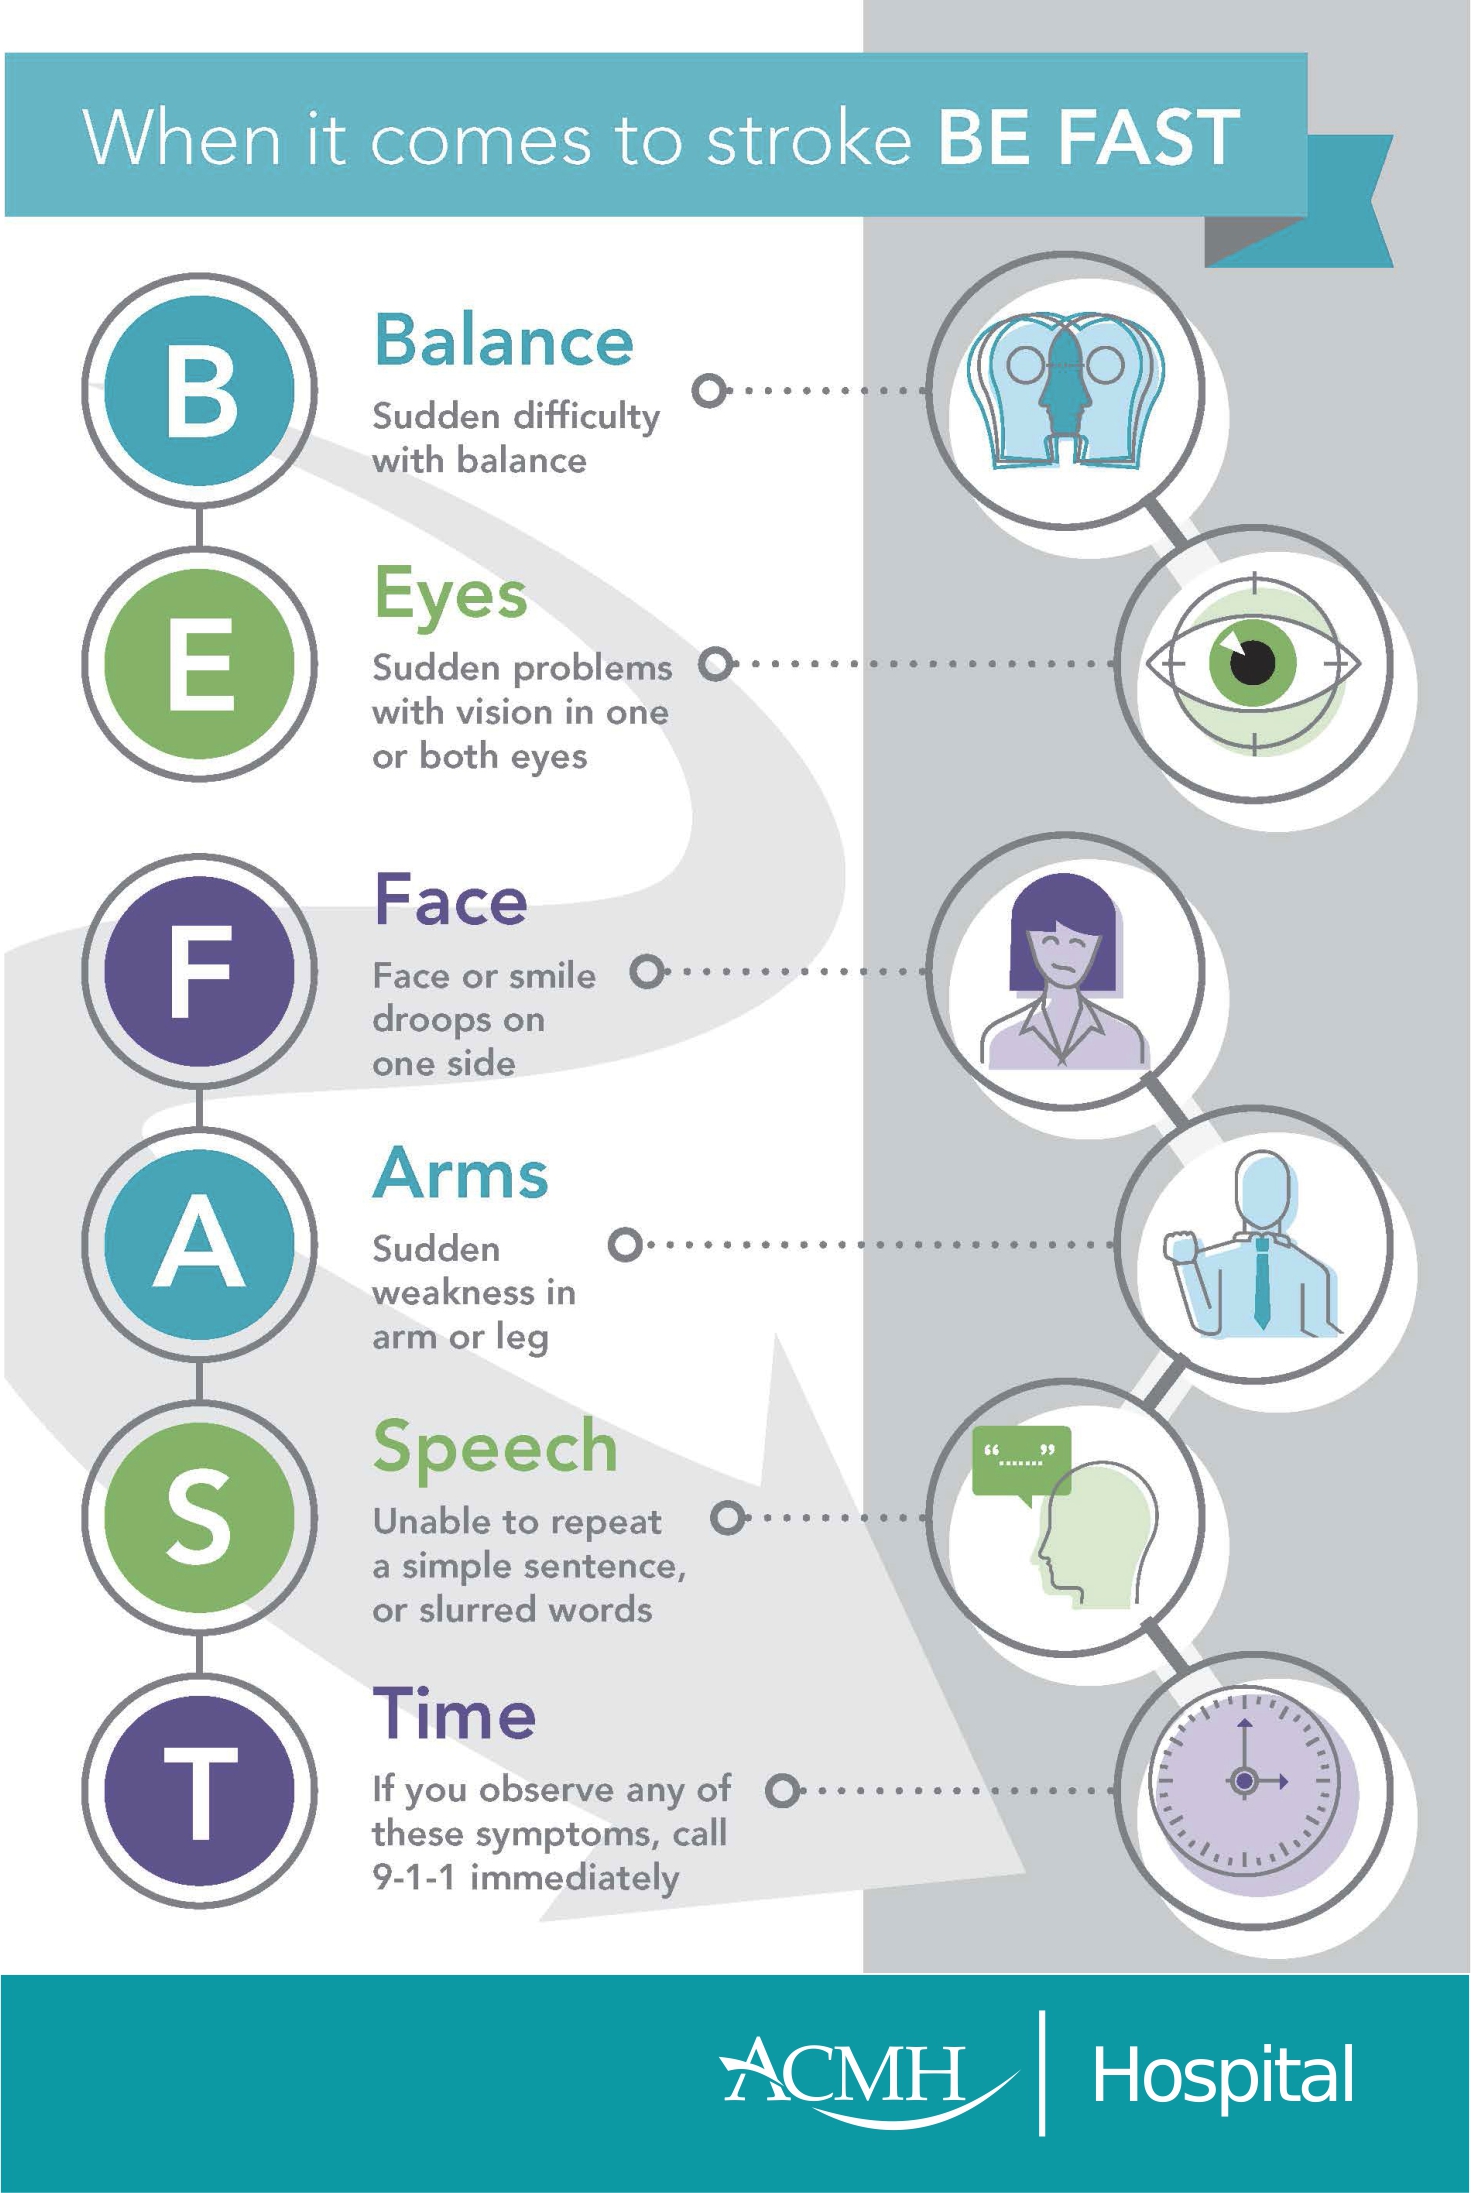 When it comes to stroke BE FAST
B
Balance
Sudden difficulty
with balance
E
Eyes
Sudden problems
with vision in one
or both eyes
F
Face
Face or smile
droops on
one side
A
Arms
Sudden
weakness in
arm or leg
S
Speech
Unable to repeat
a simple sentence,
or slurred words
“.......”
T
Time
If you observe any of
these symptoms, call
9-1-1 immediately
ACMH | Hospital